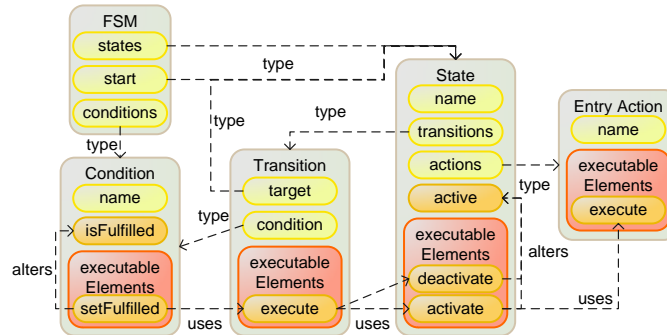 FSM
states
start
conditions
type
type
type
type
type
type
State
name
transitions
actions
active
executable
Elements
deactivate
activate
Entry Action
name
executable
Elements
execute
Condition
name
isFulfilled
executable
Elements
setFulfilled
Transition
target
condition
executable
Elements
execute
alters
alters
uses
uses
uses